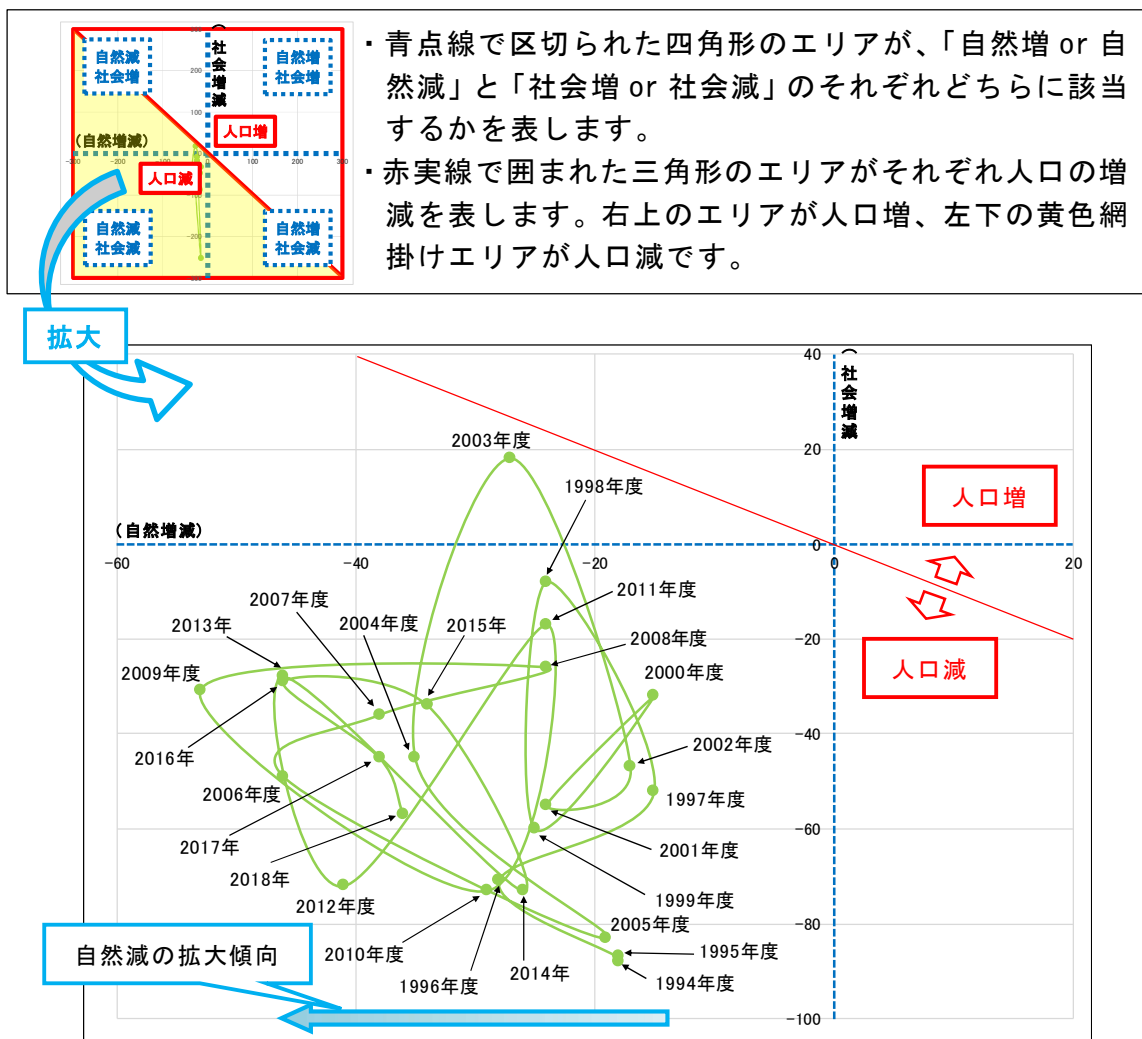 自然減
社会増
（社会増減
自然増
社会増
300
200
100
人口増
(自然増減)
-300
-200
-100
0
100
200
300
人口減
-200
自然減
社会減
自然増
社会減
・青点線で区切られた四角形のエリアが、「自然増 or 自
然減」と「社会増 or 社会減」のそれぞれどちらに該当
するかを表します。
・赤実線で囲まれた三角形のエリアがそれぞれ人口の増
減を表します。右上のエリアが人口増、左下の黄色網
掛けエリアが人口減です。
拡大
40
（社会増減
20
2003年度
1998年度
人口増
(自然増減)
-60
-40
-20
0
0
20
2007年度
2004年度
2015年
2011年度
2013年
2008年度
-20
2009年度
2000年度
人口減
2016年
-40
2002年度
2006年度
1997年度
2017年
2001年度
-60
2018年
2012年度
1999年度
2005年度
-80
2010年度
1995年度
1996年度
2014年
1994年度
自然減の拡大傾向
-100